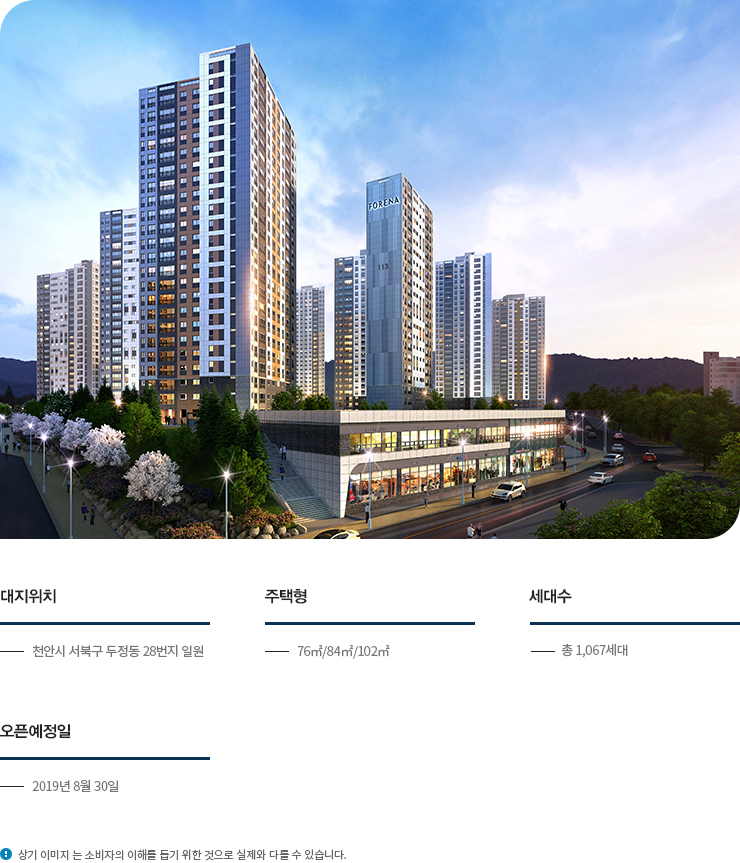 FORENA
113
대지위치
주택형
세대수
천안시 서북구 두정동 28번지 일원
76㎡/84㎡/102㎡
총 1,067세대
오픈예정일
2019년 8월 30일
상기 이미지 는 소비자의 이해를 돕기 위한 것으로 실제와 다를 수 있습니다.